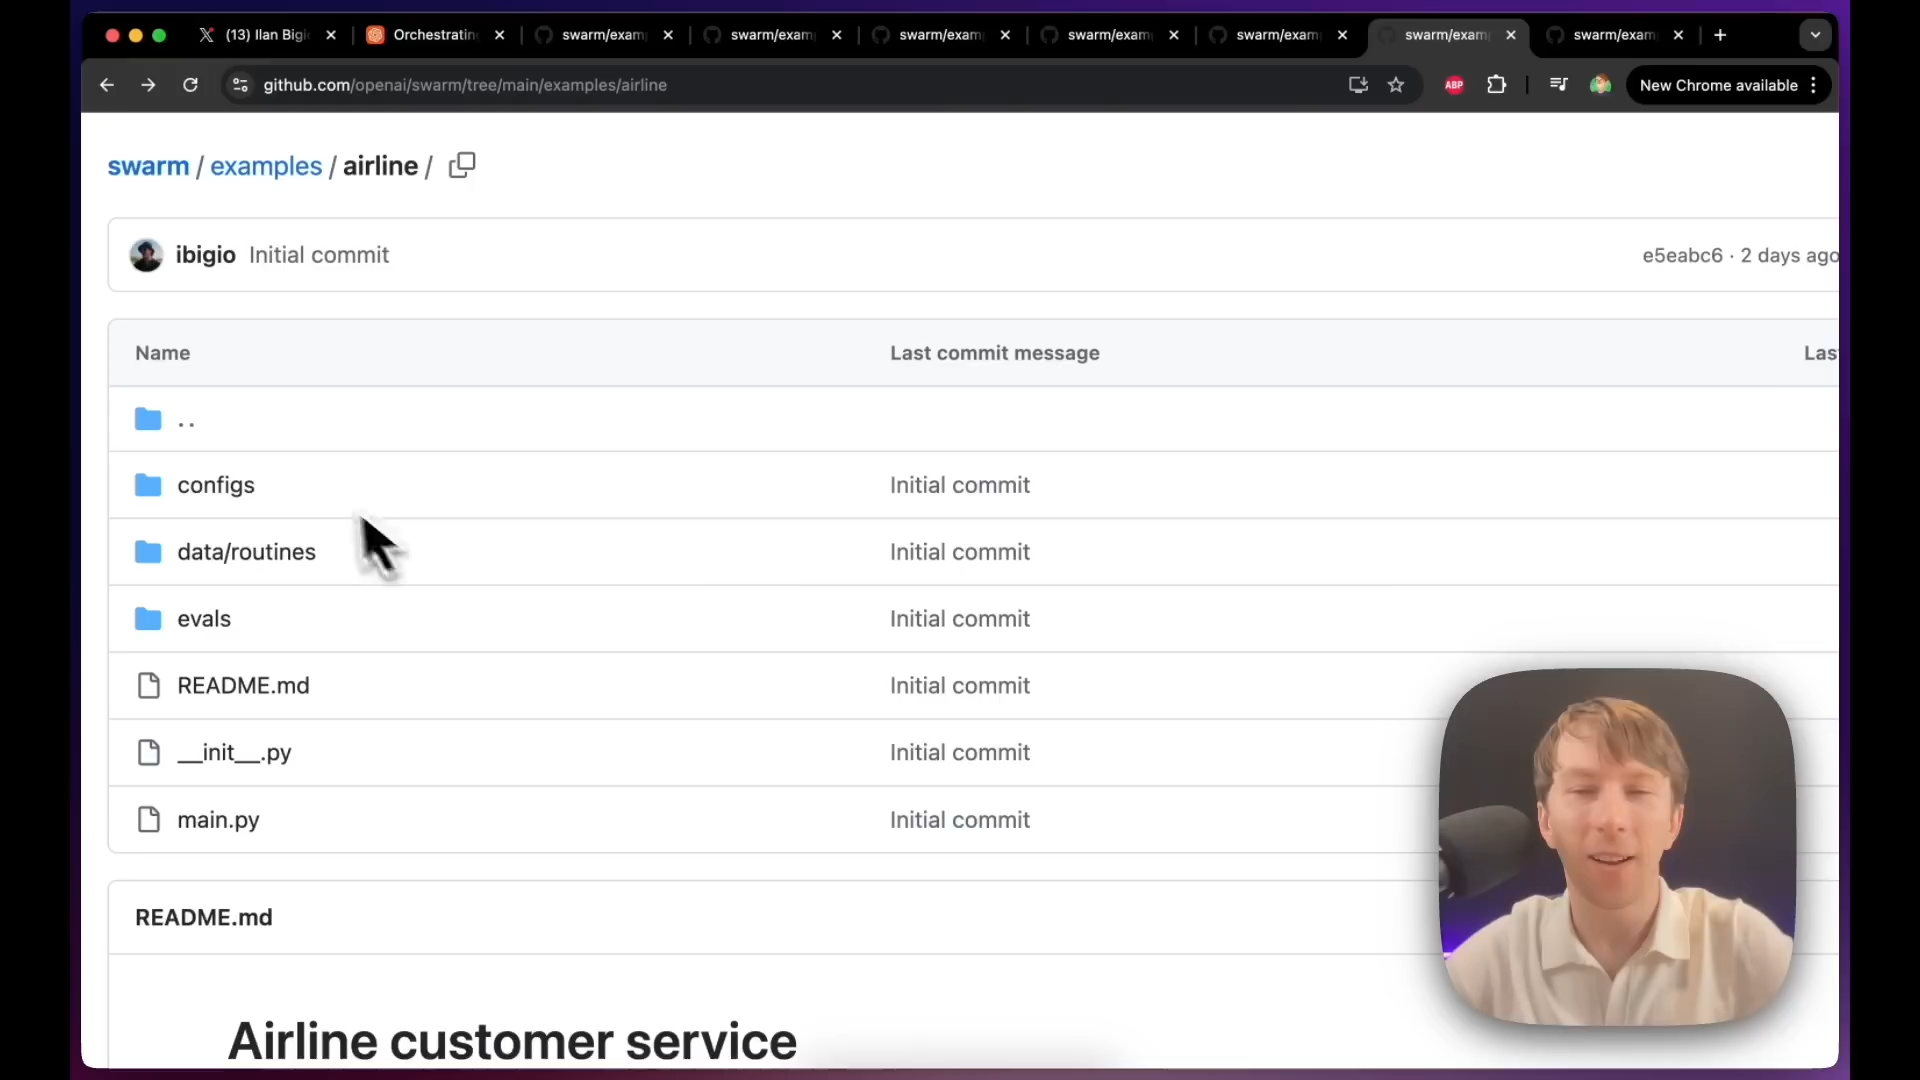 (13) Ilan Bigi
Orchestratin
swarm/exam
swarm/exam
swarm/exam
swarm/exam
swarm/exam
swarm/exam
swarm/exam
github.com/openai/swarm/tree/main/examples/airline
ABP
New Chrome available
swarm / examples / airline /
ibigio Initial commit
e5eabc6 · 2 days ago
Name Last commit message Las
..
configs Initial commit
data/routines Initial commit
evals Initial commit
README.md Initial commit
__init__.py Initial commit
main.py Initial commit
README.md
Airline customer service